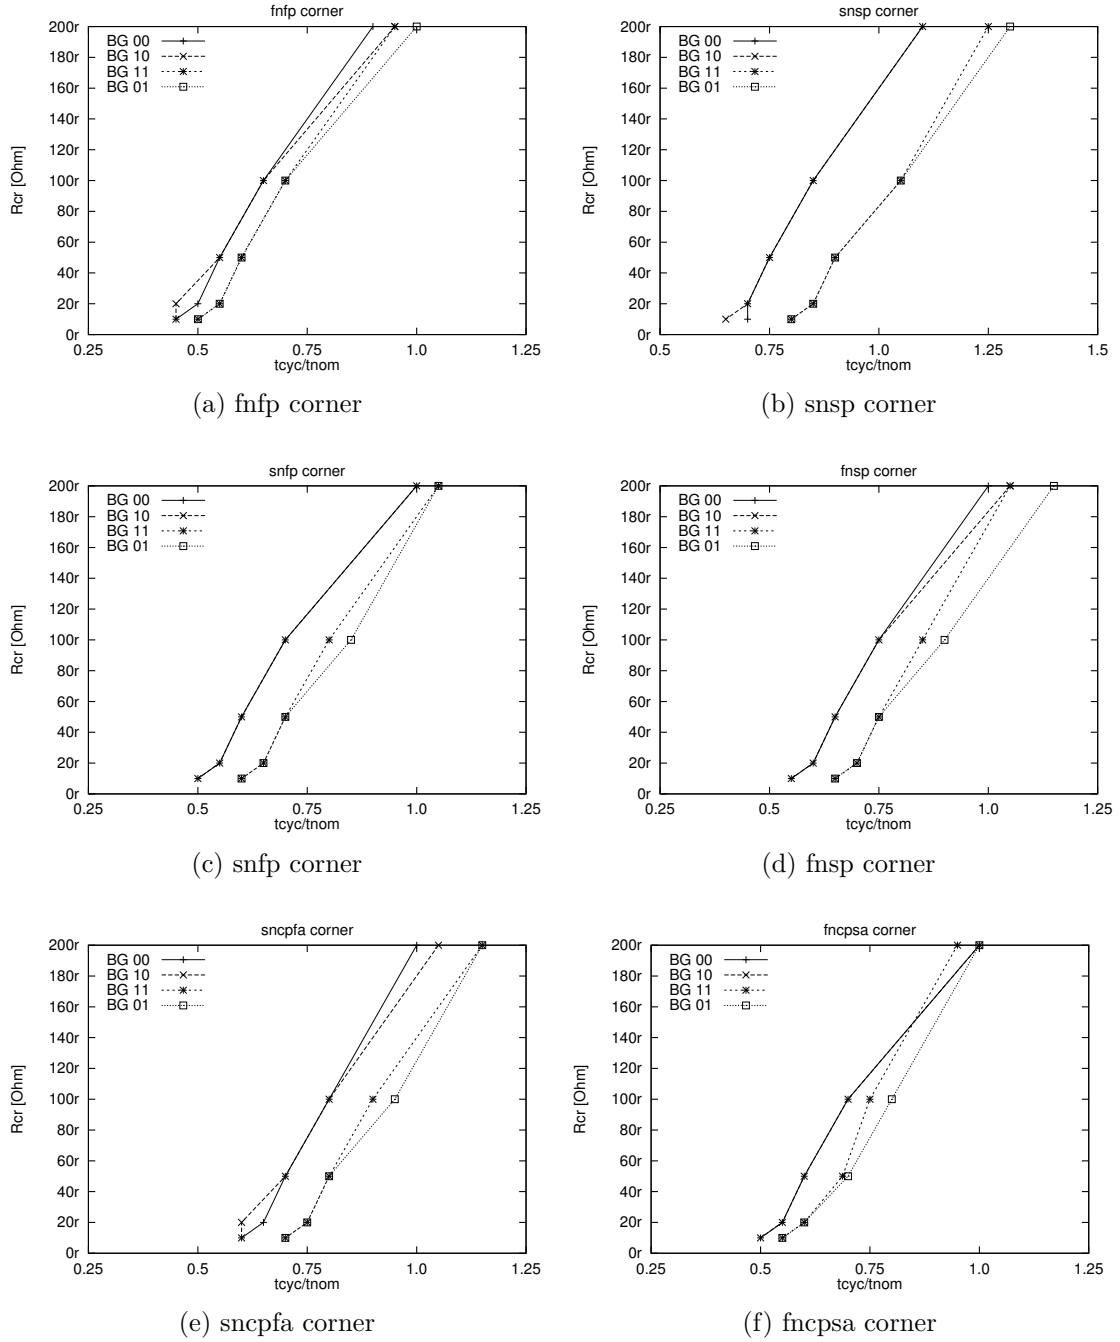 fnfp corner
BG 00
BG 10
BG 11
BG 01
200r
180r
160r
140r
120r
100r
80r
60r
40r
20r
0r
Rcr [Ohm]
0.25 0.5 0.75 1.0 1.25
tcyc/tnom
(a) fnfp corner
snsp corner
BG 00
BG 10
BG 11
BG 01
200r
180r
160r
140r
120r
100r
80r
60r
40r
20r
0r
Rcr [Ohm]
0.5 0.75 1.0 1.25 1.5
tcyc/tnom
(b) snsp corner
snfp corner
BG 00
BG 10
BG 11
BG 01
200r
180r
160r
140r
120r
100r
80r
60r
40r
20r
0r
Rcr [Ohm]
0.25 0.5 0.75 1.0 1.25
tcyc/tnom
(c) snfp corner
fnsp corner
BG 00
BG 10
BG 11
BG 01
200r
180r
160r
140r
120r
100r
80r
60r
40r
20r
0r
Rcr [Ohm]
0.25 0.5 0.75 1.0 1.25
tcyc/tnom
(d) fnsp corner
sncpfa corner
BG 00
BG 10
BG 11
BG 01
200r
180r
160r
140r
120r
100r
80r
60r
40r
20r
0r
Rcr [Ohm]
0.25 0.5 0.75 1.0 1.25
tcyc/tnom
(e) sncpfa corner
fncpsa corner
BG 00
BG 10
BG 11
BG 01
200r
180r
160r
140r
120r
100r
80r
60r
40r
20r
0r
Rcr [Ohm]
0.25 0.5 0.75 1.0 1.25
tcyc/tnom
(f) fncpsa corner